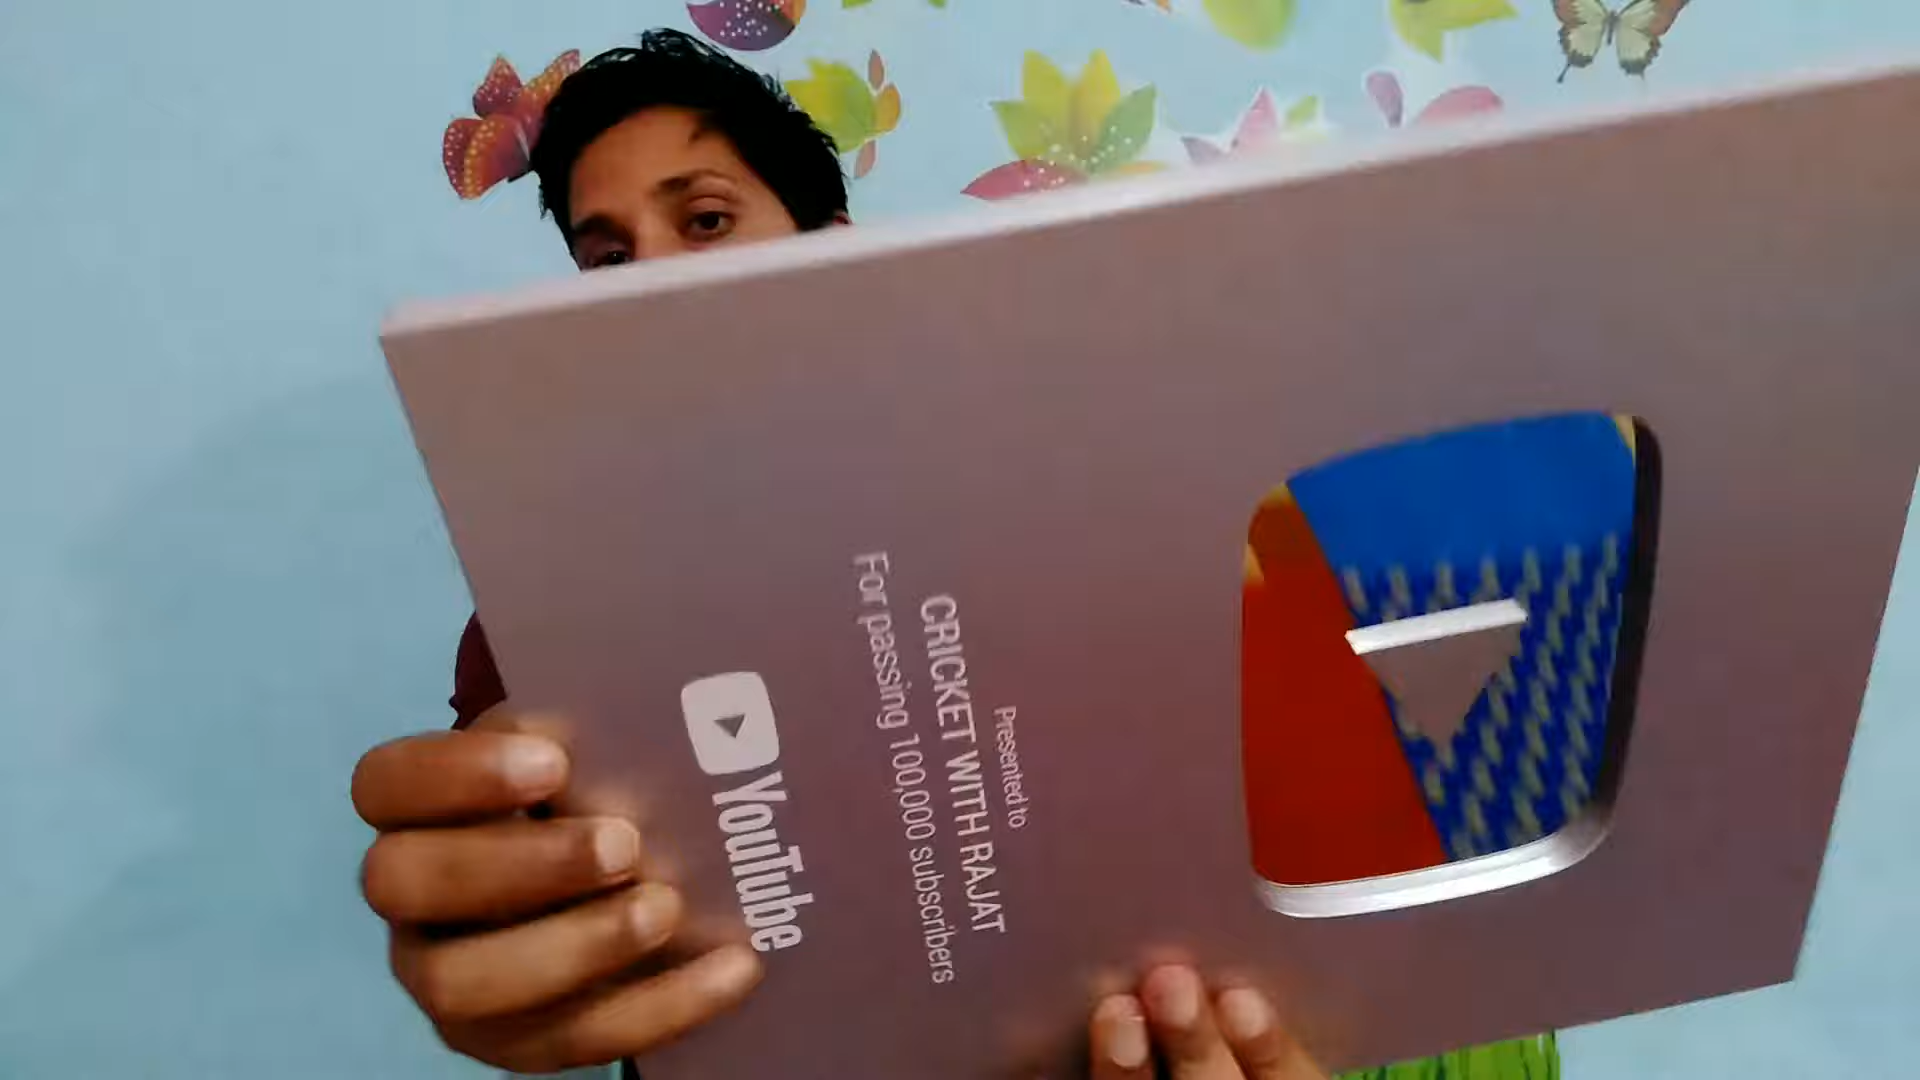 Presented to
CRICKET WITH RAJAT
For passing 100,000 subscribers
YouTube